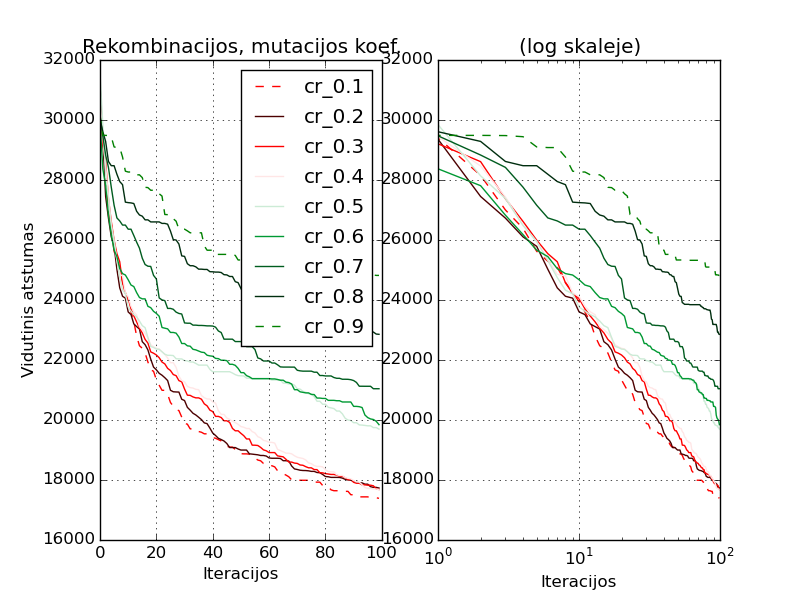 Rekombinacijos, mutacijos koef.
(log skaleje)
32000
30000
28000
26000
24000
22000
20000
18000
16000
Vidutinis atstumas
0 20 40 60 80 100
Iteracijos
cr_0.1
cr_0.2
cr_0.3
cr_0.4
cr_0.5
cr_0.6
cr_0.7
cr_0.8
cr_0.9
32000
30000
28000
26000
24000
22000
20000
18000
16000
10⁰ 10¹ 10²
Iteracijos